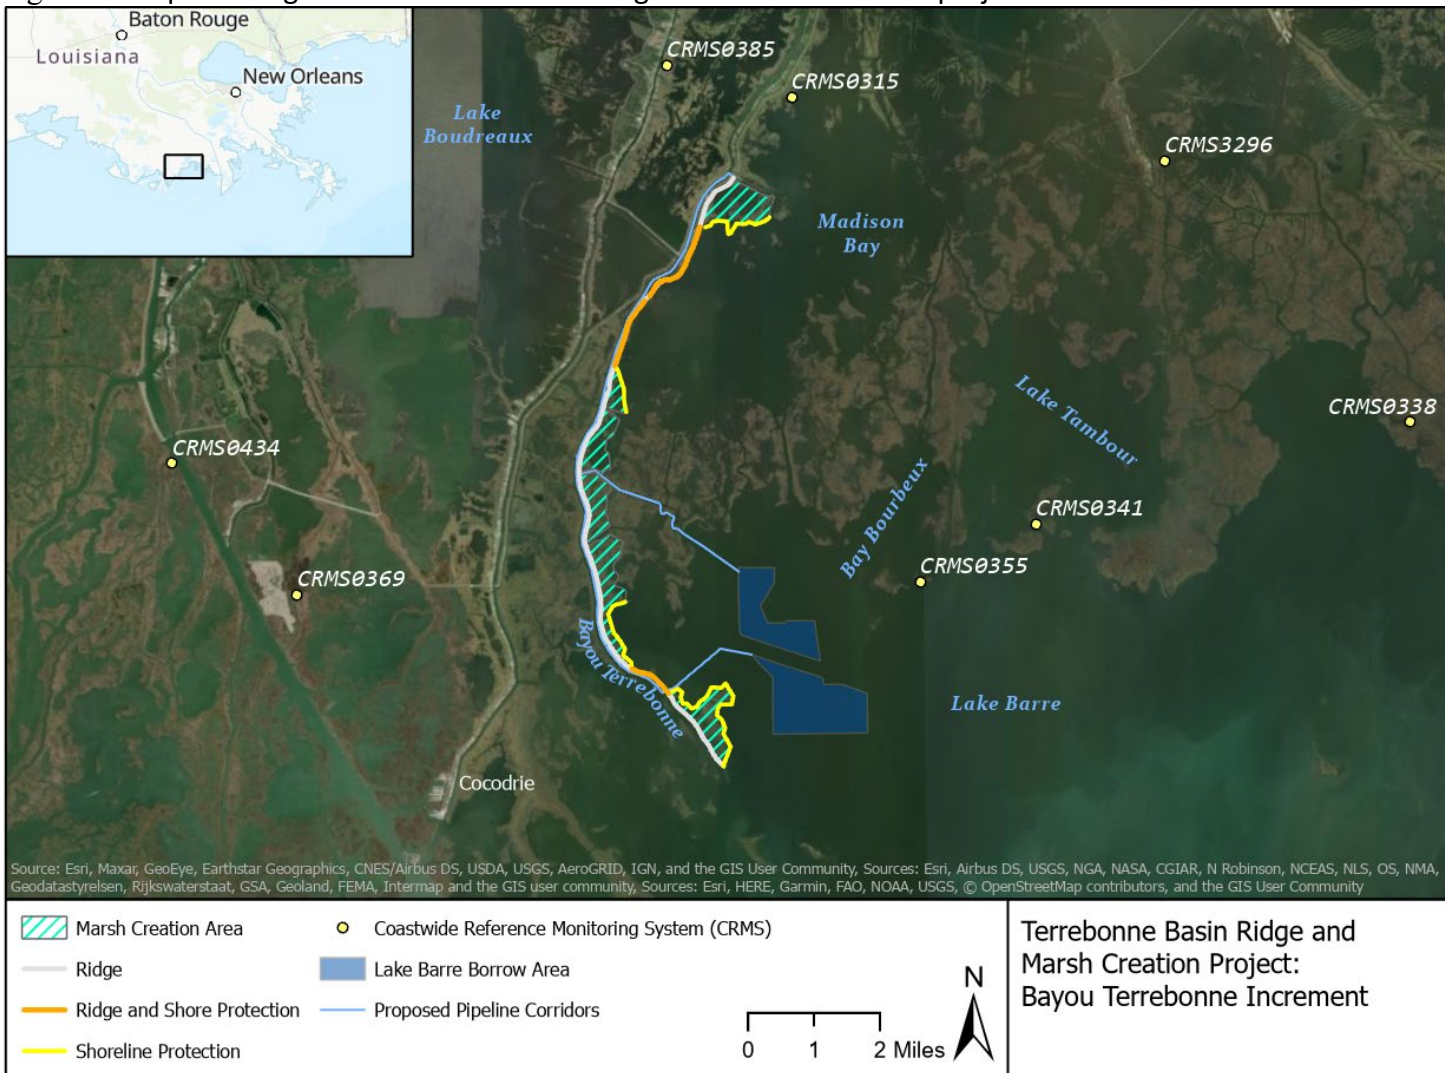 Baton Rouge
Louisiana
New Orleans
CRMS0385
CRMS0315
Lake
Boudreaux
CRMS3296
Madison
Bay
Lake Tambour
CRMS0338
CRMS0434
Bay Bourbeux
CRMS0341
CRMS0355
CRMS0369
Bayou Terrebonne
Lake Barre
Cocodrie
Source: Esri, Maxar, GeoEye, Earthstar Geographics, CNES/Airbus DS, USDA, USGS, AeroGRID, IGN, and the GIS User Community, Sources: Esri, Airbus DS, USGS, NGA, NASA, CGIAR, N Robinson, NCEAS, NLS, OS, NMA,
Geodatastyrelsen, Rijkswaterstaat, GSA, Geoland, FEMA, Intermap and the GIS user community, Sources: Esri, HERE, Garmin, FAO, NOAA, USGS, © OpenStreetMap contributors, and the GIS User Community
Marsh Creation Area
Ridge
Ridge and Shore Protection
Shoreline Protection
Coastwide Reference Monitoring System (CRMS)
Lake Barre Borrow Area
Proposed Pipeline Corridors
0 1 2 Miles
N
Terrebonne Basin Ridge and
Marsh Creation Project:
Bayou Terrebonne Increment